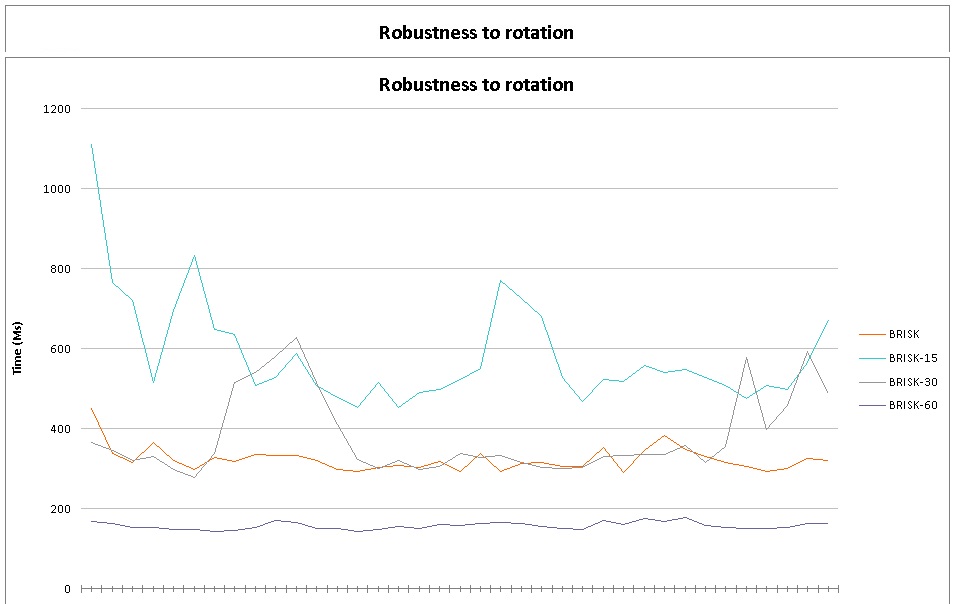 Robustness to rotation
Robustness to rotation
1200
1000
800
600
400
200
0
Time (Ms)
BRISK
BRISK-15
BRISK-30
BRISK-60